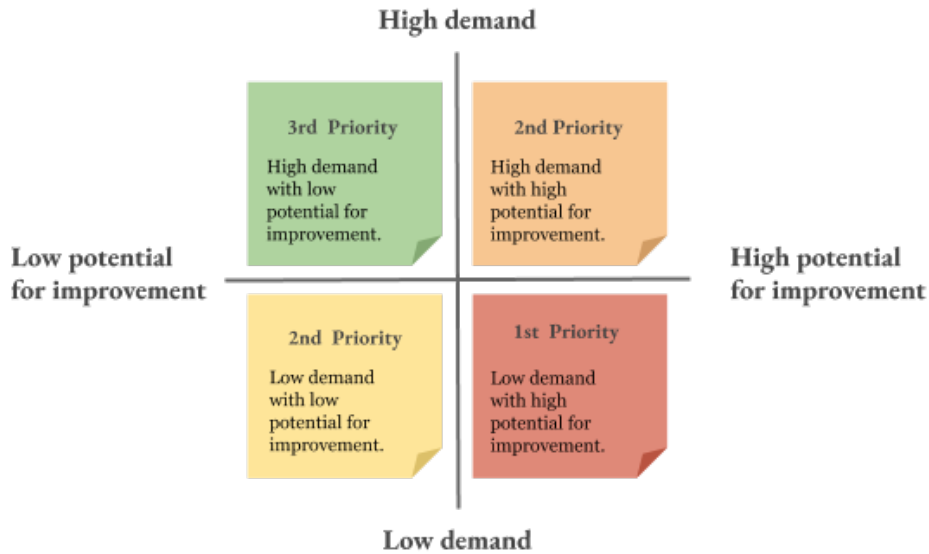 High demand
3rd Priority
High demand
with low
potential for
improvement.
2nd Priority
High demand
with high
potential for
improvement.
Low potential
for improvement
High potential
for improvement
2nd Priority
Low demand
with low
potential for
improvement.
1st Priority
Low demand
with high
potential for
improvement.
Low demand